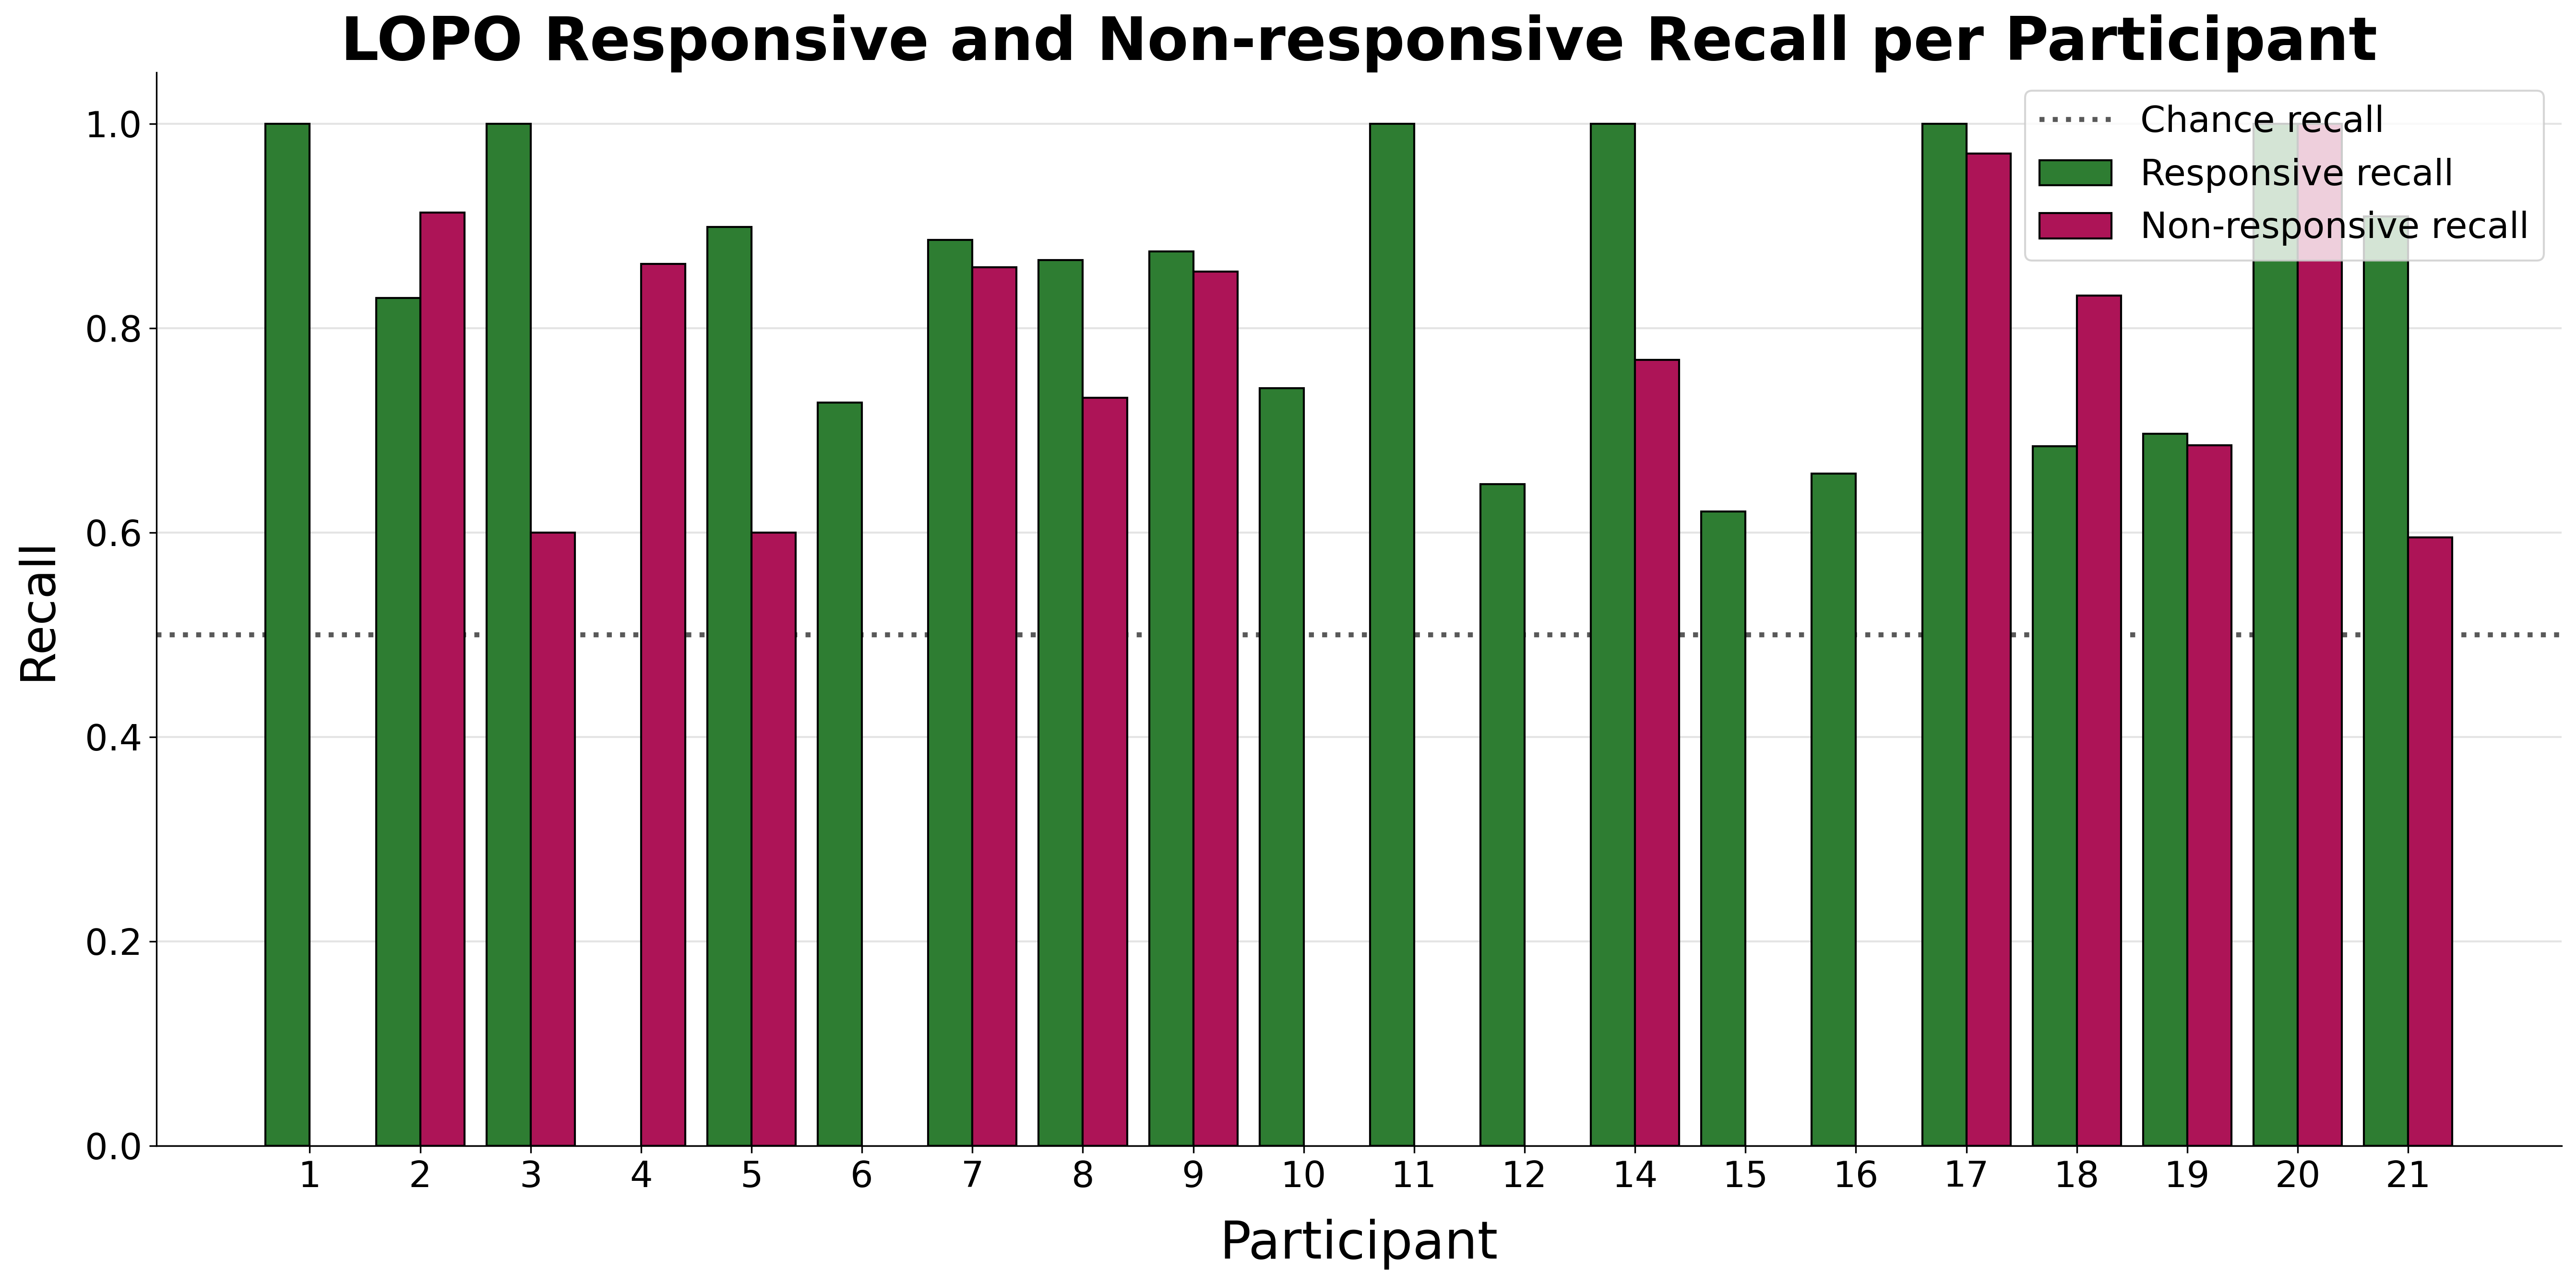 LOPO Responsive and Non-responsive Recall per Participant
Chance recall
Responsive recall
Non-responsive recall
Recall
1.0
0.8
0.6
0.4
0.2
0.0
1 2 3 4 5 6 7 8 9 10 11 12 14 15 16 17 18 19 20 21
Participant